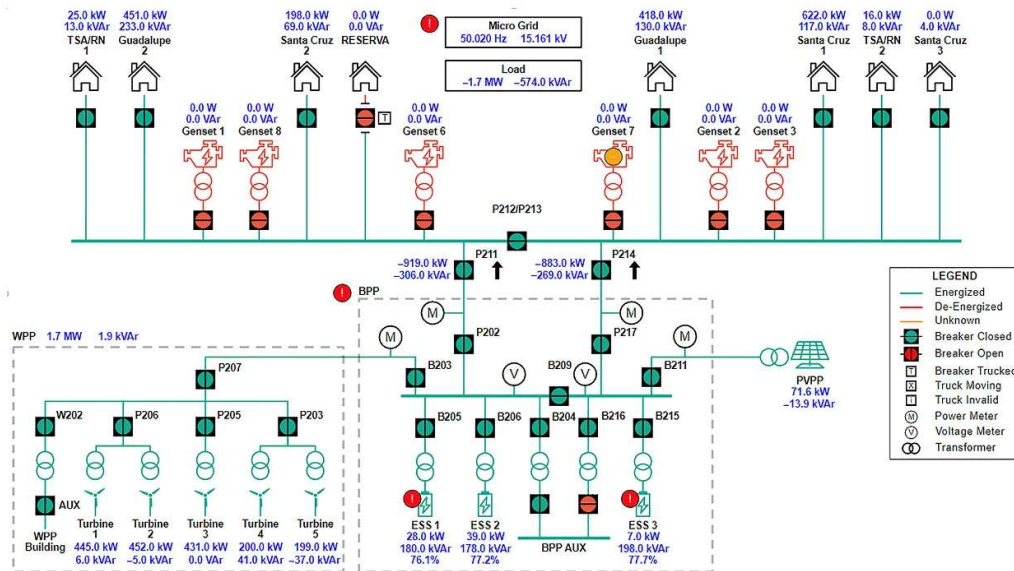 25.0 kW
13.0 kVAr
TSA/RN
1
451.0 kW
233.0 kVAr
Guadalupe
2
198.0 kW
69.0 kVAr
Santa Cruz
2
0.0 W
0.0 VAr
RESERVA
T
Micro Grid
50.020 Hz 15.161 kV
Load
−1.7 MW −574.0 kVAr
418.0 kW
130.0 kVAr
Guadalupe
1
622.0 kW
117.0 kVAr
Santa Cruz
1
16.0 kW
8.0 kVAr
TSA/RN
2
0.0 W
4.0 kVAr
Santa Cruz
3
0.0 W
0.0 VAr
Genset 1
0.0 W
0.0 VAr
Genset 8
0.0 W
0.0 VAr
Genset 6
0.0 W
0.0 VAr
Genset 7
0.0 W
0.0 VAr
Genset 2
0.0 W
0.0 VAr
Genset 3
P212/P213
P211
−919.0 kW
−306.0 kVAr
P214
−883.0 kW
−269.0 kVAr
BPP
M
P202
M
P217
M
B203
V
B209
V
B211
M
PVPP
71.6 kW
−13.9 kVAr
B205
B206
B204
B216
B215
ESS 1
28.0 kW
180.0 kVAr
76.1%
ESS 2
39.0 kW
178.0 kVAr
77.2%
BPP AUX
ESS 3
7.0 kW
198.0 kVAr
77.7%
WPP 1.7 MW 1.9 kVAr
P207
W202
P206
P205
P203
AUX
WPP
Building
Turbine
1
445.0 kW
6.0 kVAr
Turbine
2
452.0 kW
−5.0 kVAr
Turbine
3
431.0 kW
0.0 VAr
Turbine
4
200.0 kW
41.0 kVAr
Turbine
5
199.0 kW
−37.0 kVAr
LEGEND
Energized
De-Energized
Unknown
Breaker Closed
Breaker Open
T Breaker Trucked
X Truck Moving
I Truck Invalid
M Power Meter
V Voltage Meter
Transformer